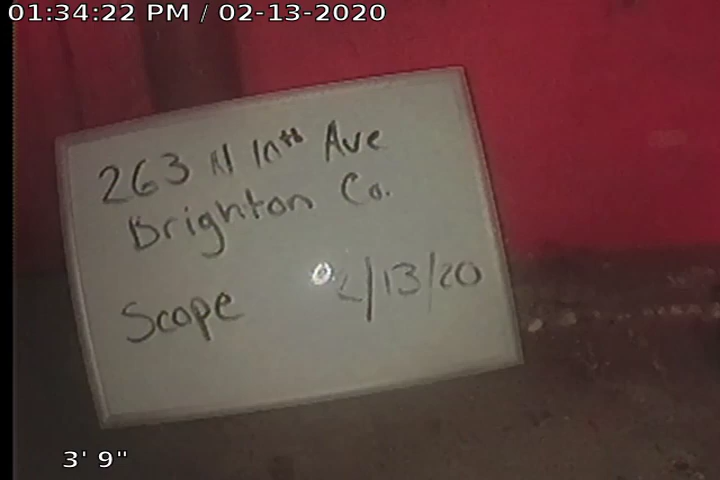 01:34:22 PM / 02-13-2020
263 N 10th Ave
Brighton Co.
Scope 2/13/20
3' 9"